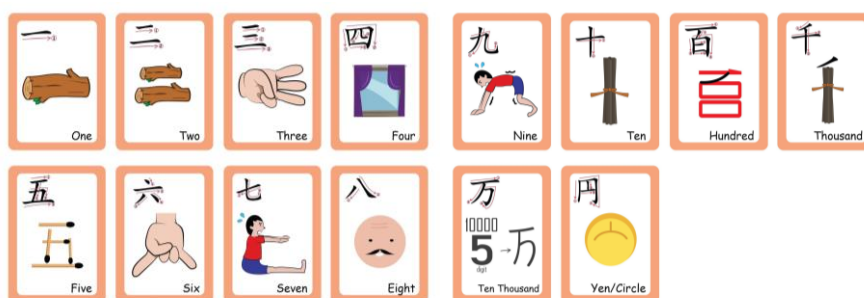 一
One
二
Two
三
Three
四
Four
九
Nine
十
Ten
百
Hundred
千
Thousand
五
Five
六
Six
七
Seven
八
Eight
万
10000
5
digit
→万
Ten Thousand
円
Yen/Circle